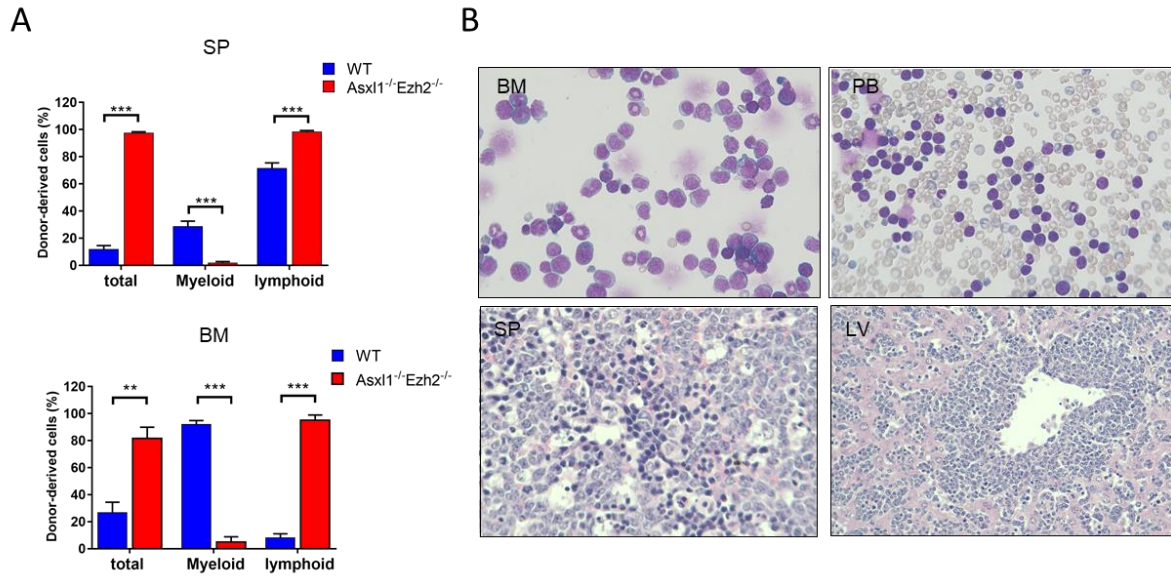 A
SP
WT
Asxl1⁻/⁻Ezh2⁻/⁻
Donor-derived cells (%)
120
100
80
60
40
20
0
***
***
***
total
Myeloid
lymphoid
BM
WT
Asxl1⁻/⁻Ezh2⁻/⁻
Donor-derived cells (%)
120
100
80
60
40
20
0
**
***
***
total
Myeloid
lymphoid
B
BM
PB
SP
LV